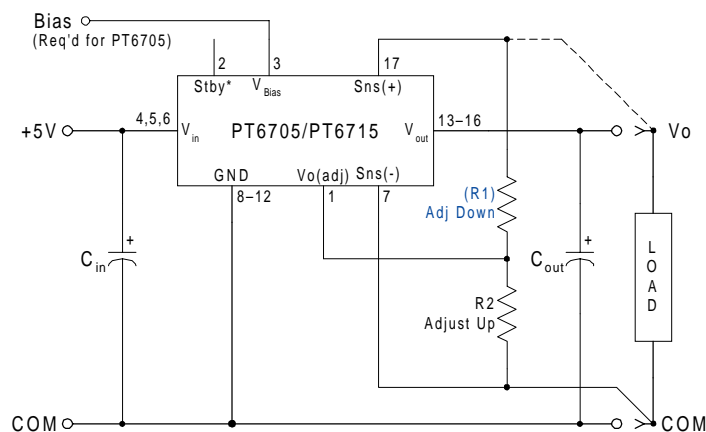 Bias
(Req'd for PT6705)
2
3
17
Stby*
V Bias
Sns(+)
4,5,6
13–16
+5V
V in
PT6705/PT6715
V out
Vo
GND
Vo(adj)
Sns(-)
8–12
1
7
(R1)
Adj Down
+
+
C in
C out
LOAD
R2
Adjust Up
COM
COM